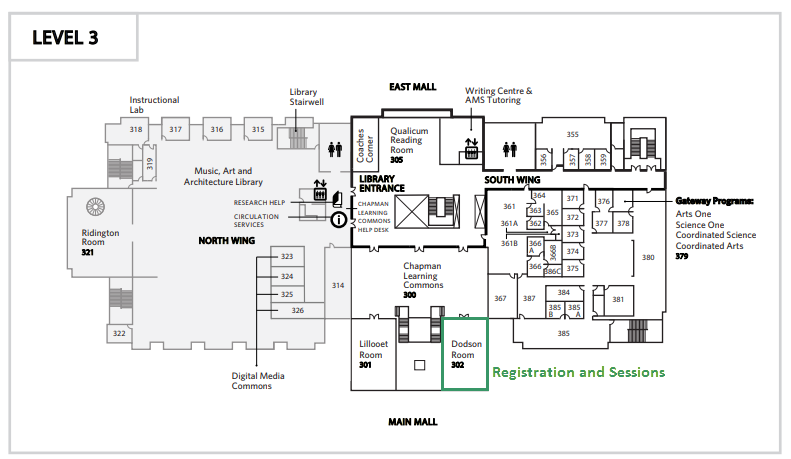 LEVEL 3
EAST MALL
Instructional
Lab
Library
Stairwell
Writing Centre &
AMS Tutoring
318
317
316
315
319
Coaches
Corner
Qualicum
Reading
Room
305
355
356
357
358
359
Music, Art and
Architecture Library
LIBRARY
ENTRANCE
SOUTH WING
RESEARCH HELP
CIRCULATION
SERVICES
i
CHAPMAN
LEARNING
COMMONS
HELP DESK
Ridington
Room
321
NORTH WING
361
361A
361B
364
363
362
365
366
A
366B
366
386C
371
372
373
374
375
376
377
378
380
Gateway Programs:
Arts One
Science One
Coordinated Science
Coordinated Arts
379
323
324
325
326
314
322
Chapman
Learning
Commons
300
367
387
384
385
B
385
A
381
385
Lillooet
Room
301
Dodson
Room
302
Registration and Sessions
Digital Media
Commons
MAIN MALL